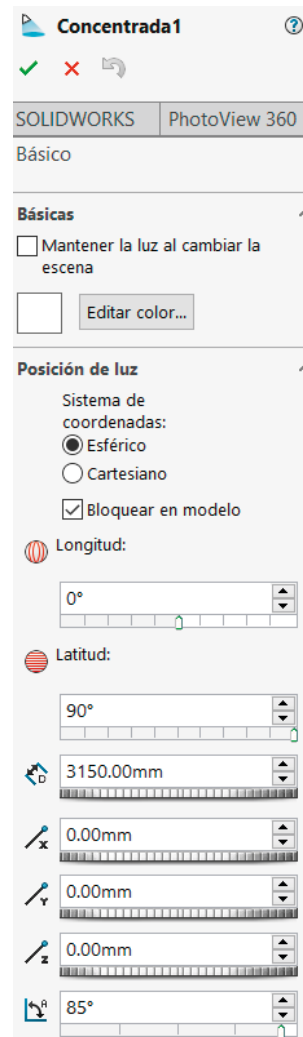 Concentrada1
SOLIDWORKS
PhotoView 360
Básico
Básicas
Mantener la luz al cambiar la
escena
Editar color...
Posición de luz
Sistema de
coordenadas:
Esférico
Cartesiano
Bloquear en modelo
Longitud:
0°
Latitud:
90°
D
3150.00mm
X
0.00mm
Y
0.00mm
Z
0.00mm
A
85°